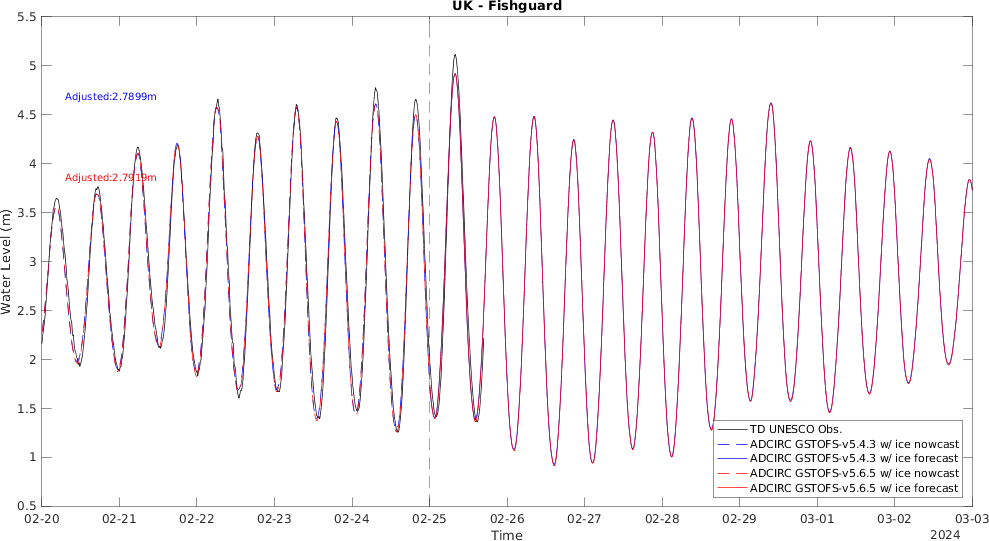 UK - Fishguard
5.5
5
4.5
4
3.5
3
2.5
2
1.5
1
0.5
Water Level (m)
Adjusted:2.7899m
Adjusted:2.7919m
TD UNESCO Obs.
ADCIRC GSTOFS-v5.4.3 w/ ice nowcast
ADCIRC GSTOFS-v5.4.3 w/ ice forecast
ADCIRC GSTOFS-v5.6.5 w/ ice nowcast
ADCIRC GSTOFS-v5.6.5 w/ ice forecast
02-20 02-21 02-22 02-23 02-24 02-25 02-26 02-27 02-28 02-29 03-01 03-02 03-03
Time
2024